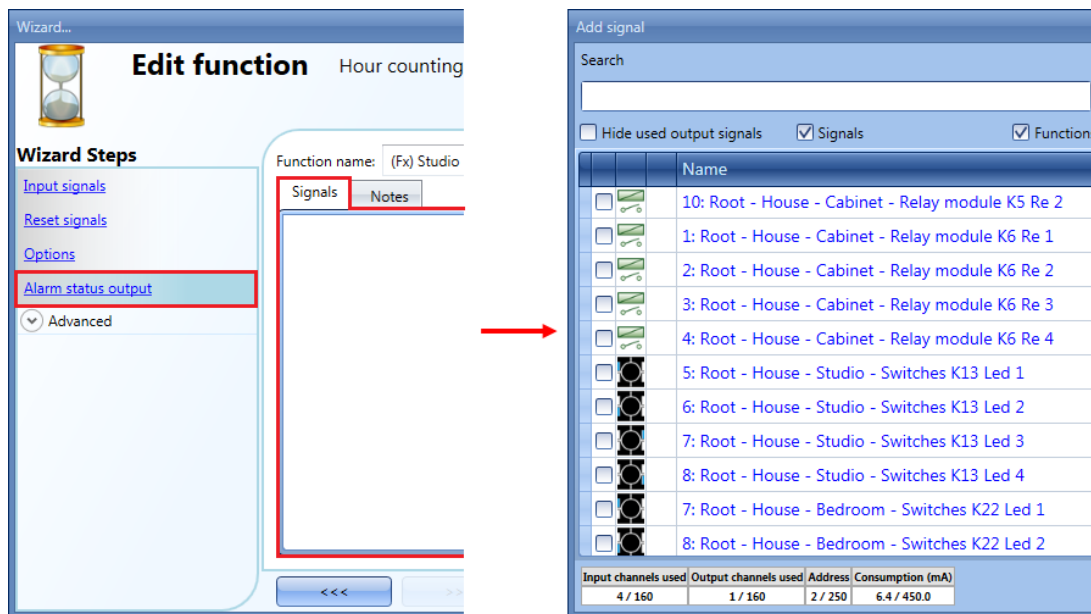 Wizard...
Edit function Hour counting
Wizard Steps
Input signals
Reset signals
Options
Alarm status output
Advanced
Function name: (Fx) Studio
Signals Notes
<<< >>
Add signal
Search
Hide used output signals Signals Function
Name
10: Root - House - Cabinet - Relay module K5 Re 2
1: Root - House - Cabinet - Relay module K6 Re 1
2: Root - House - Cabinet - Relay module K6 Re 2
3: Root - House - Cabinet - Relay module K6 Re 3
4: Root - House - Cabinet - Relay module K6 Re 4
5: Root - House - Studio - Switches K13 Led 1
6: Root - House - Studio - Switches K13 Led 2
7: Root - House - Studio - Switches K13 Led 3
8: Root - House - Studio - Switches K13 Led 4
7: Root - House - Bedroom - Switches K22 Led 1
8: Root - House - Bedroom - Switches K22 Led 2
Input channels used Output channels used Address Consumption (mA)
4 / 160 1 / 160 2 / 250 6.4 / 450.0